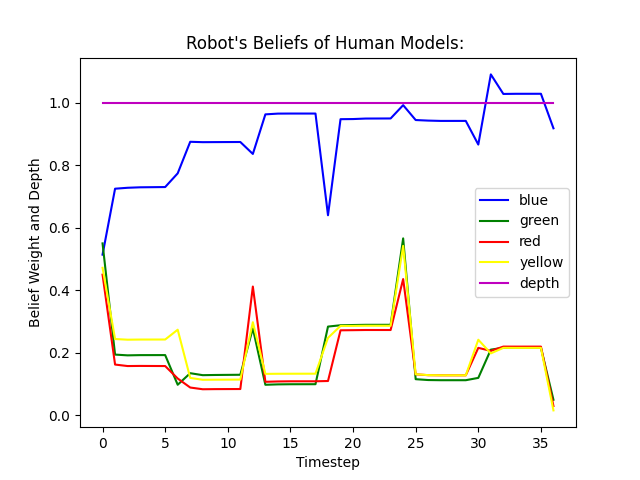 Robot's Beliefs of Human Models:
Belief Weight and Depth
1.0
0.8
0.6
0.4
0.2
0.0
blue
green
red
yellow
depth
0 5 10 15 20 25 30 35
Timestep